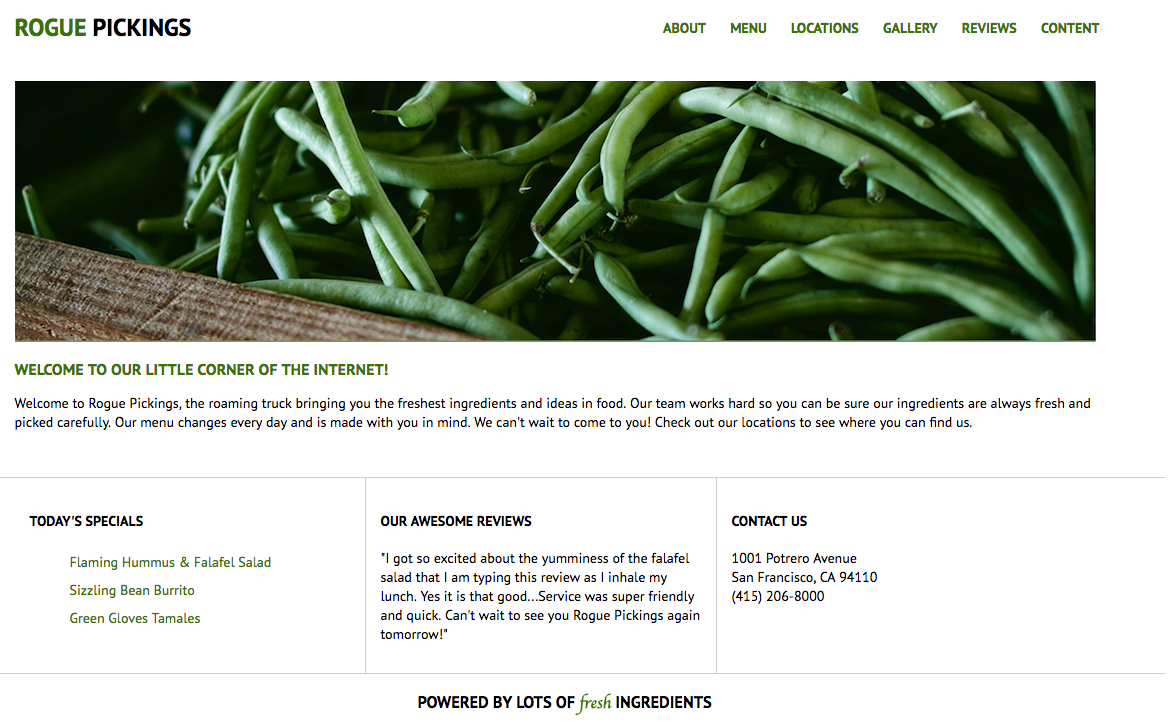 ROGUE PICKINGS
ABOUT MENU LOCATIONS GALLERY REVIEWS CONTENT
WELCOME TO OUR LITTLE CORNER OF THE INTERNET!
Welcome to Rogue Pickings, the roaming truck bringing you the freshest ingredients and ideas in food. Our team works hard so you can be sure our ingredients are always fresh and
picked carefully. Our menu changes every day and is made with you in mind. We can't wait to come to you! Check out our locations to see where you can find us.
TODAY'S SPECIALS
Flaming Hummus & Falafel Salad
Sizzling Bean Burrito
Green Gloves Tamales
OUR AWESOME REVIEWS
"I got so excited about the yumminess of the falafel
salad that I am typing this review as I inhale my
lunch. Yes it is that good...Service was super friendly
and quick. Can't wait to see you Rogue Pickings again
tomorrow!"
CONTACT US
1001 Potrero Avenue
San Francisco, CA 94110
(415) 206-8000
POWERED BY LOTS OF fresh INGREDIENTS